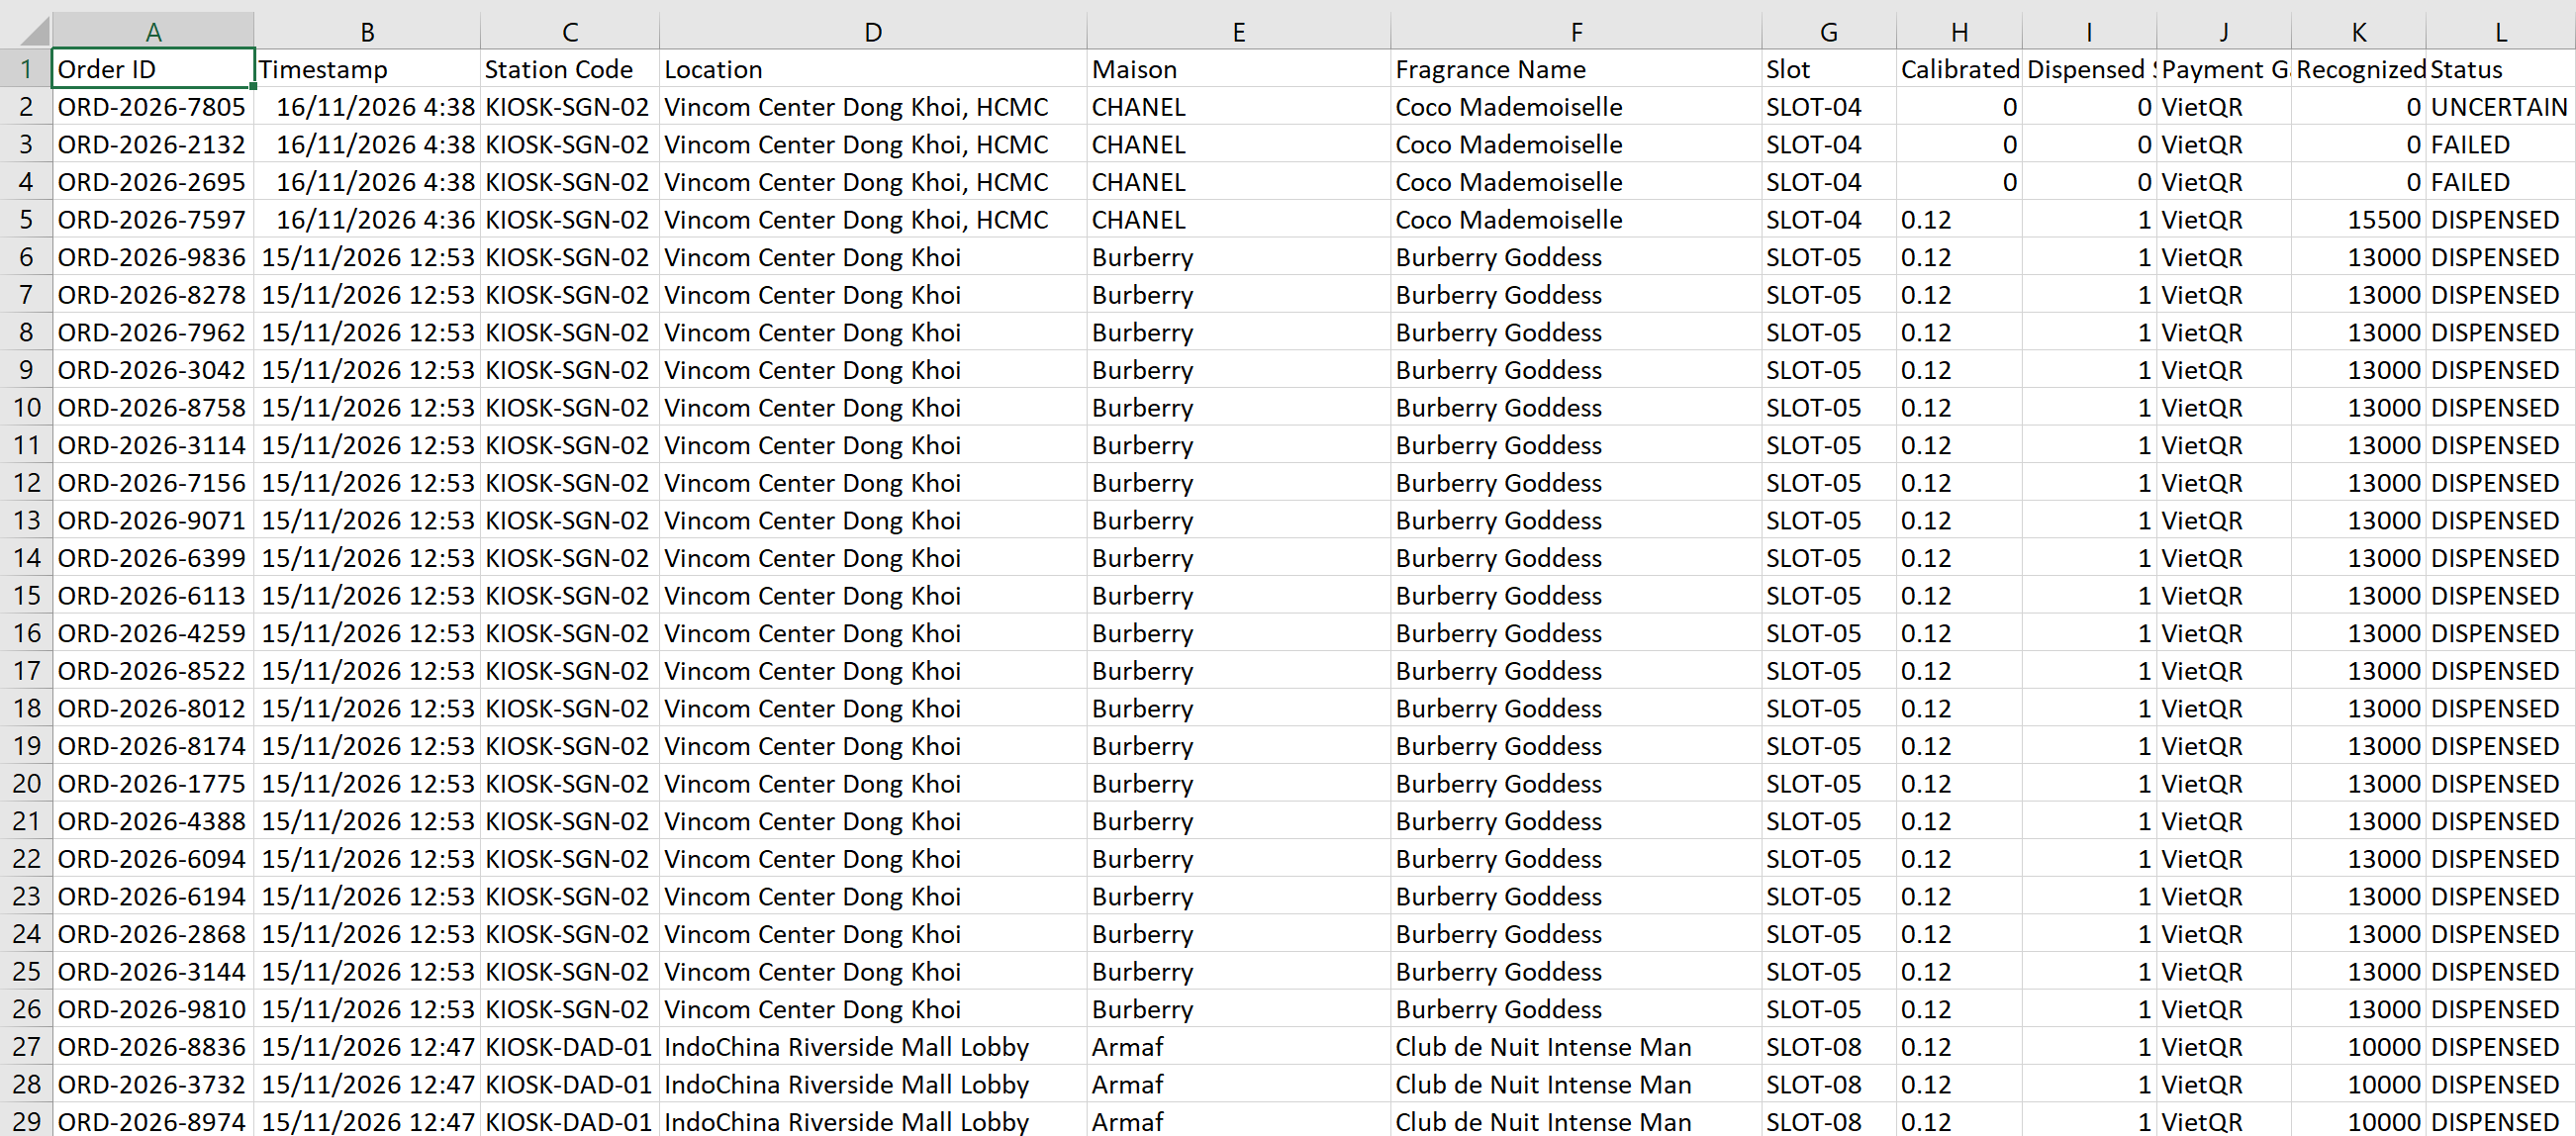 A B C D E F G H I J K L
1 Order ID Timestamp Station Code Location Maison Fragrance Name Slot Calibrated Dispensed Payment G Recognized Status
2 ORD-2026-7805 16/11/2026 4:38 KIOSK-SGN-02 Vincom Center Dong Khoi, HCMC CHANEL Coco Mademoiselle SLOT-04 0 0 VietQR 0 UNCERTAIN
3 ORD-2026-2132 16/11/2026 4:38 KIOSK-SGN-02 Vincom Center Dong Khoi, HCMC CHANEL Coco Mademoiselle SLOT-04 0 0 VietQR 0 FAILED
4 ORD-2026-2695 16/11/2026 4:38 KIOSK-SGN-02 Vincom Center Dong Khoi, HCMC CHANEL Coco Mademoiselle SLOT-04 0 0 VietQR 0 FAILED
5 ORD-2026-7597 16/11/2026 4:36 KIOSK-SGN-02 Vincom Center Dong Khoi, HCMC CHANEL Coco Mademoiselle SLOT-04 0.12 1 VietQR 15500 DISPENSED
6 ORD-2026-9836 15/11/2026 12:53 KIOSK-SGN-02 Vincom Center Dong Khoi Burberry Burberry Goddess SLOT-05 0.12 1 VietQR 13000 DISPENSED
7 ORD-2026-8278 15/11/2026 12:53 KIOSK-SGN-02 Vincom Center Dong Khoi Burberry Burberry Goddess SLOT-05 0.12 1 VietQR 13000 DISPENSED
8 ORD-2026-7962 15/11/2026 12:53 KIOSK-SGN-02 Vincom Center Dong Khoi Burberry Burberry Goddess SLOT-05 0.12 1 VietQR 13000 DISPENSED
9 ORD-2026-3042 15/11/2026 12:53 KIOSK-SGN-02 Vincom Center Dong Khoi Burberry Burberry Goddess SLOT-05 0.12 1 VietQR 13000 DISPENSED
10 ORD-2026-8758 15/11/2026 12:53 KIOSK-SGN-02 Vincom Center Dong Khoi Burberry Burberry Goddess SLOT-05 0.12 1 VietQR 13000 DISPENSED
11 ORD-2026-3114 15/11/2026 12:53 KIOSK-SGN-02 Vincom Center Dong Khoi Burberry Burberry Goddess SLOT-05 0.12 1 VietQR 13000 DISPENSED
12 ORD-2026-7156 15/11/2026 12:53 KIOSK-SGN-02 Vincom Center Dong Khoi Burberry Burberry Goddess SLOT-05 0.12 1 VietQR 13000 DISPENSED
13 ORD-2026-9071 15/11/2026 12:53 KIOSK-SGN-02 Vincom Center Dong Khoi Burberry Burberry Goddess SLOT-05 0.12 1 VietQR 13000 DISPENSED
14 ORD-2026-6399 15/11/2026 12:53 KIOSK-SGN-02 Vincom Center Dong Khoi Burberry Burberry Goddess SLOT-05 0.12 1 VietQR 13000 DISPENSED
15 ORD-2026-6113 15/11/2026 12:53 KIOSK-SGN-02 Vincom Center Dong Khoi Burberry Burberry Goddess SLOT-05 0.12 1 VietQR 13000 DISPENSED
16 ORD-2026-4259 15/11/2026 12:53 KIOSK-SGN-02 Vincom Center Dong Khoi Burberry Burberry Goddess SLOT-05 0.12 1 VietQR 13000 DISPENSED
17 ORD-2026-8522 15/11/2026 12:53 KIOSK-SGN-02 Vincom Center Dong Khoi Burberry Burberry Goddess SLOT-05 0.12 1 VietQR 13000 DISPENSED
18 ORD-2026-8012 15/11/2026 12:53 KIOSK-SGN-02 Vincom Center Dong Khoi Burberry Burberry Goddess SLOT-05 0.12 1 VietQR 13000 DISPENSED
19 ORD-2026-8174 15/11/2026 12:53 KIOSK-SGN-02 Vincom Center Dong Khoi Burberry Burberry Goddess SLOT-05 0.12 1 VietQR 13000 DISPENSED
20 ORD-2026-1775 15/11/2026 12:53 KIOSK-SGN-02 Vincom Center Dong Khoi Burberry Burberry Goddess SLOT-05 0.12 1 VietQR 13000 DISPENSED
21 ORD-2026-4388 15/11/2026 12:53 KIOSK-SGN-02 Vincom Center Dong Khoi Burberry Burberry Goddess SLOT-05 0.12 1 VietQR 13000 DISPENSED
22 ORD-2026-6094 15/11/2026 12:53 KIOSK-SGN-02 Vincom Center Dong Khoi Burberry Burberry Goddess SLOT-05 0.12 1 VietQR 13000 DISPENSED
23 ORD-2026-6194 15/11/2026 12:53 KIOSK-SGN-02 Vincom Center Dong Khoi Burberry Burberry Goddess SLOT-05 0.12 1 VietQR 13000 DISPENSED
24 ORD-2026-2868 15/11/2026 12:53 KIOSK-SGN-02 Vincom Center Dong Khoi Burberry Burberry Goddess SLOT-05 0.12 1 VietQR 13000 DISPENSED
25 ORD-2026-3144 15/11/2026 12:53 KIOSK-SGN-02 Vincom Center Dong Khoi Burberry Burberry Goddess SLOT-05 0.12 1 VietQR 13000 DISPENSED
26 ORD-2026-9810 15/11/2026 12:53 KIOSK-SGN-02 Vincom Center Dong Khoi Burberry Burberry Goddess SLOT-05 0.12 1 VietQR 13000 DISPENSED
27 ORD-2026-8836 15/11/2026 12:47 KIOSK-DAD-01 IndoChina Riverside Mall Lobby Armaf Club de Nuit Intense Man SLOT-08 0.12 1 VietQR 10000 DISPENSED
28 ORD-2026-3732 15/11/2026 12:47 KIOSK-DAD-01 IndoChina Riverside Mall Lobby Armaf Club de Nuit Intense Man SLOT-08 0.12 1 VietQR 10000 DISPENSED
29 ORD-2026-8974 15/11/2026 12:47 KIOSK-DAD-01 IndoChina Riverside Mall Lobby Armaf Club de Nuit Intense Man SLOT-08 0.12 1 VietQR 10000 DISPENSED